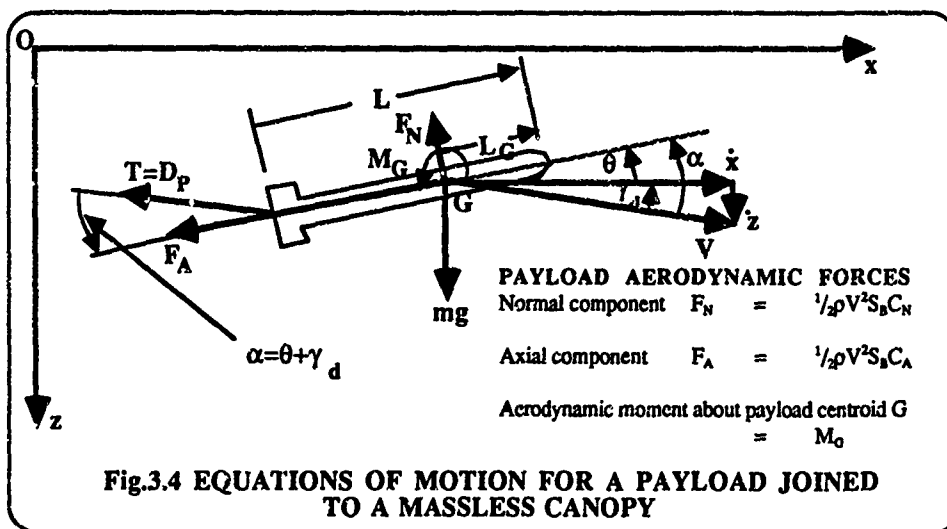 O
x
L
F_N
L_G
M_G
θ
α
ẋ
T=D_P
γ_d
G
ż
F_A
V
mg
α=θ+γ_d
z
PAYLOAD AERODYNAMIC FORCES
Normal component F_N = ¹/₂ρV²S_BC_N
Axial component F_A = ¹/₂ρV²S_BC_A
Aerodynamic moment about payload centroid G
= M_G
Fig.3.4 EQUATIONS OF MOTION FOR A PAYLOAD JOINED
TO A MASSLESS CANOPY